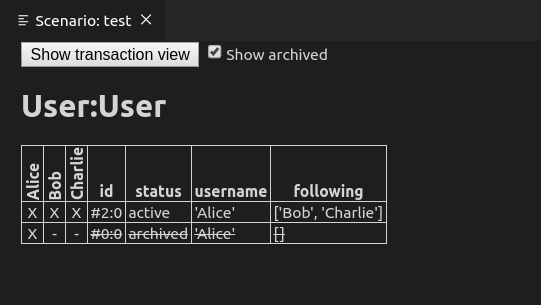 Scenario: test
Show transaction view Show archived
User:User
Alice Bob Charlie id status username following
X X X #2:0 active 'Alice' ['Bob', 'Charlie']
X - - #0:0 archived 'Alice' []